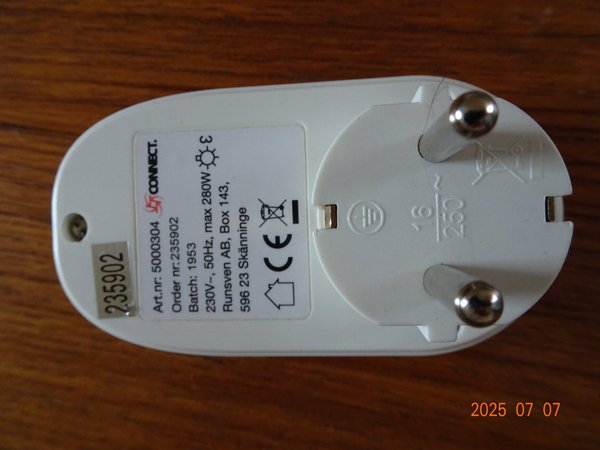 CONNECT.
Art.nr: 5000304
Order nr: 235902
Batch: 1953
230V~, 50Hz, max 280W
Runsven AB, Box 143,
596 23 Skänninge
CE
235902
16
250 ~
2025 07 07